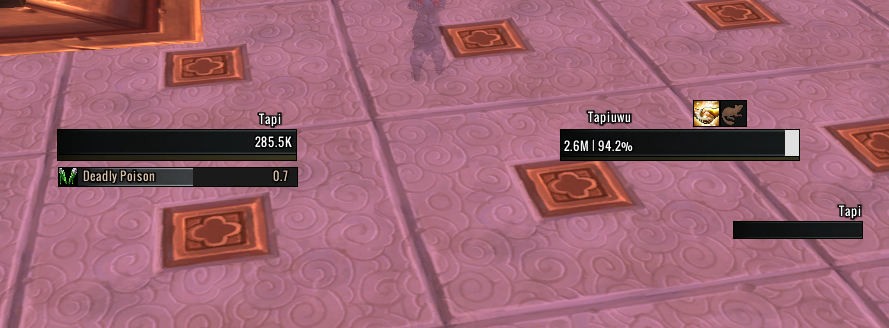 Tapi
285.5K
Deadly Poison 0.7
Tapiuwu
2.6M | 94.2%
Tapi